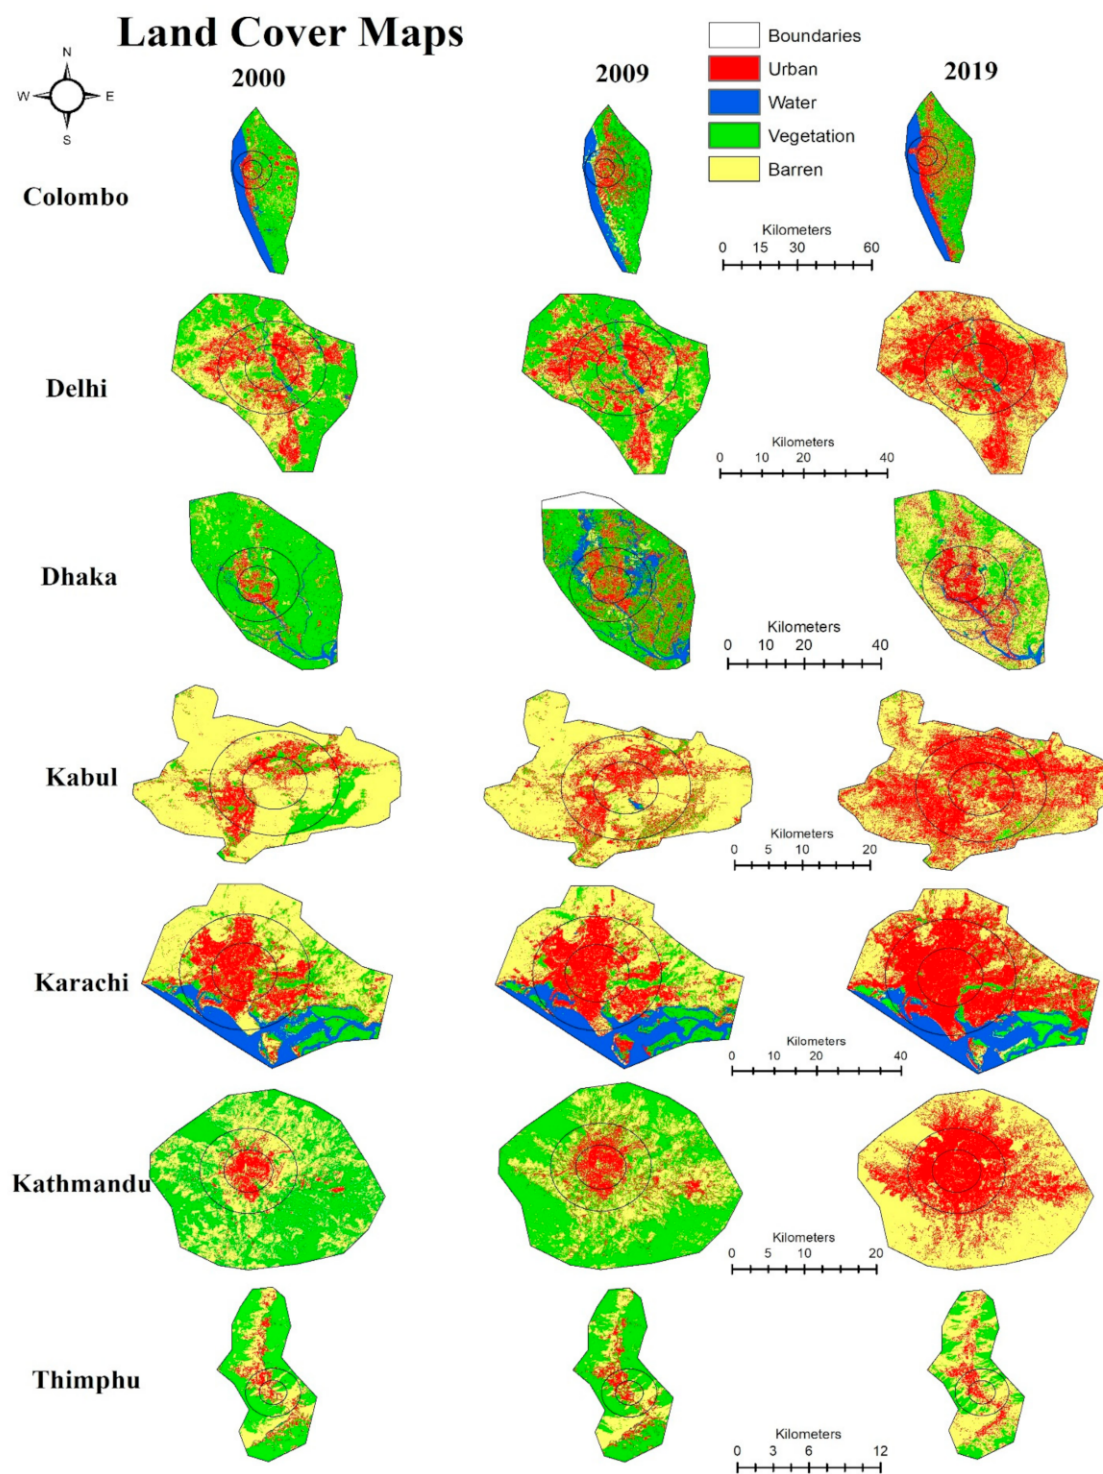 Land Cover Maps
N
W E
S
2000
2009
2019
Boundaries
Urban
Water
Vegetation
Barren
Colombo
Kilometers
0 15 30 60
Delhi
Kilometers
0 10 20 40
Dhaka
Kilometers
0 10 20 40
Kabul
Kilometers
0 5 10 20
Karachi
Kilometers
0 10 20 40
Kathmandu
Kilometers
0 5 10 20
Thimphu
Kilometers
0 3 6 12